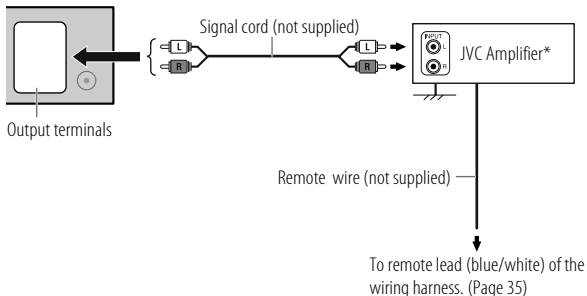 Signal cord (not supplied)
L
R
L
R
INPUT
L
R
JVC Amplifier*
Output terminals
Remote wire (not supplied)
To remote lead (blue/white) of the
wiring harness. (Page 35)